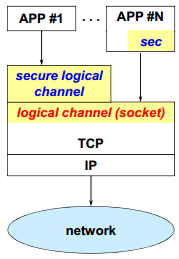 APP #1 . . . APP #N
sec
secure logical
channel
logical channel (socket)
TCP
IP
network